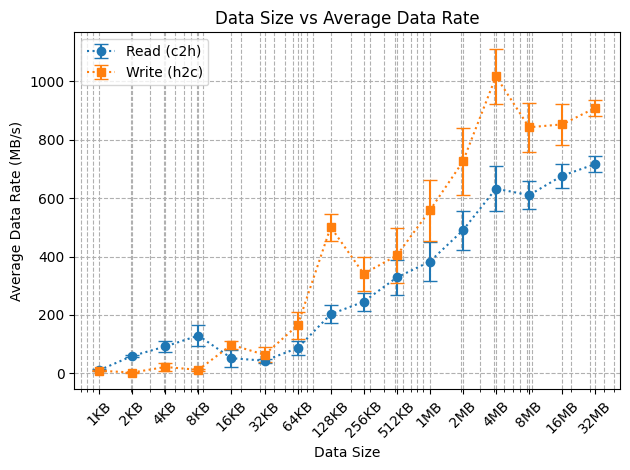 Data Size vs Average Data Rate
Read (c2h)
Write (h2c)
Average Data Rate (MB/s)
1000
800
600
400
200
0
1KB
2KB
4KB
8KB
16KB
32KB
64KB
128KB
256KB
512KB
1MB
2MB
4MB
8MB
16MB
32MB
Data Size